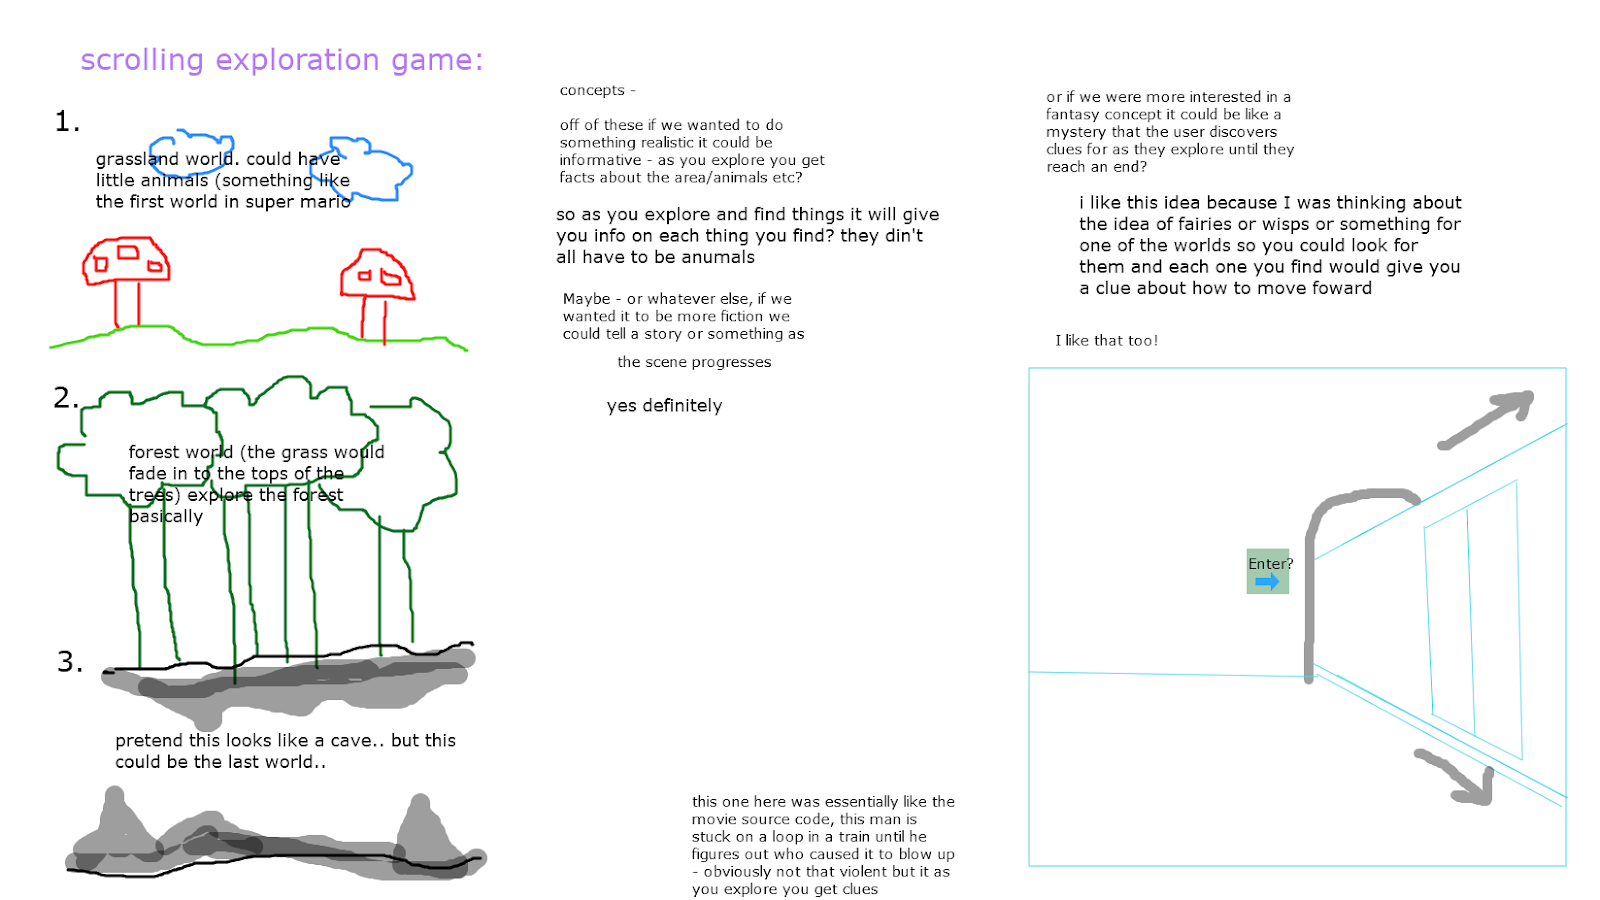 scrolling exploration game:
1.
grassland world. could have
little animals (something like
the first world in super mario
2.
forest world (the grass would
fade in to the tops of the
trees) explore the forest
basically
3.
pretend this looks like a cave.. but this
could be the last world..
concepts -
off of these if we wanted to do
something realistic it could be
informative - as you explore you get
facts about the area/animals etc?
so as you explore and find things it will give
you info on each thing you find? they din't
all have to be anumals
Maybe - or whatever else, if we
wanted it to be more fiction we
could tell a story or something as
the scene progresses
yes definitely
this one here was essentially like the
movie source code, this man is
stuck on a loop in a train until he
figures out who caused it to blow up
- obviously not that violent but it as
you explore you get clues
or if we were more interested in a
fantasy concept it could be like a
mystery that the user discovers
clues for as they explore until they
reach an end?
i like this idea because I was thinking about
the idea of fairies or wisps or something for
one of the worlds so you could look for
them and each one you find would give you
a clue about how to move foward
I like that too!
Enter?